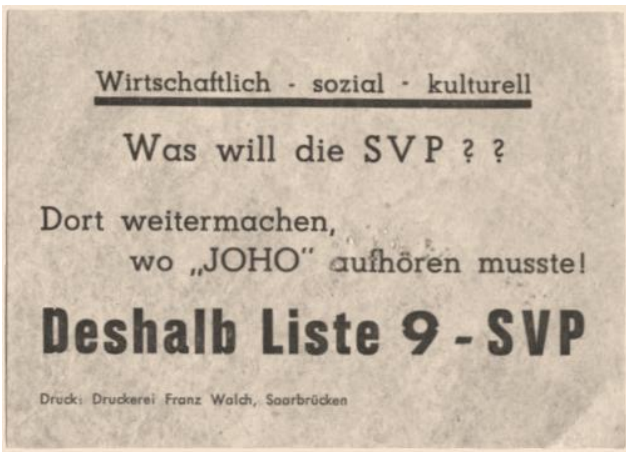 Wirtschaftlich - sozial - kulturell
Was will die SVP ? ?
Dort weitermachen,
wo „JOHO" aufhören musste!
Deshalb Liste 9 - SVP
Druck: Druckerei Franz Walch, Saarbrücken